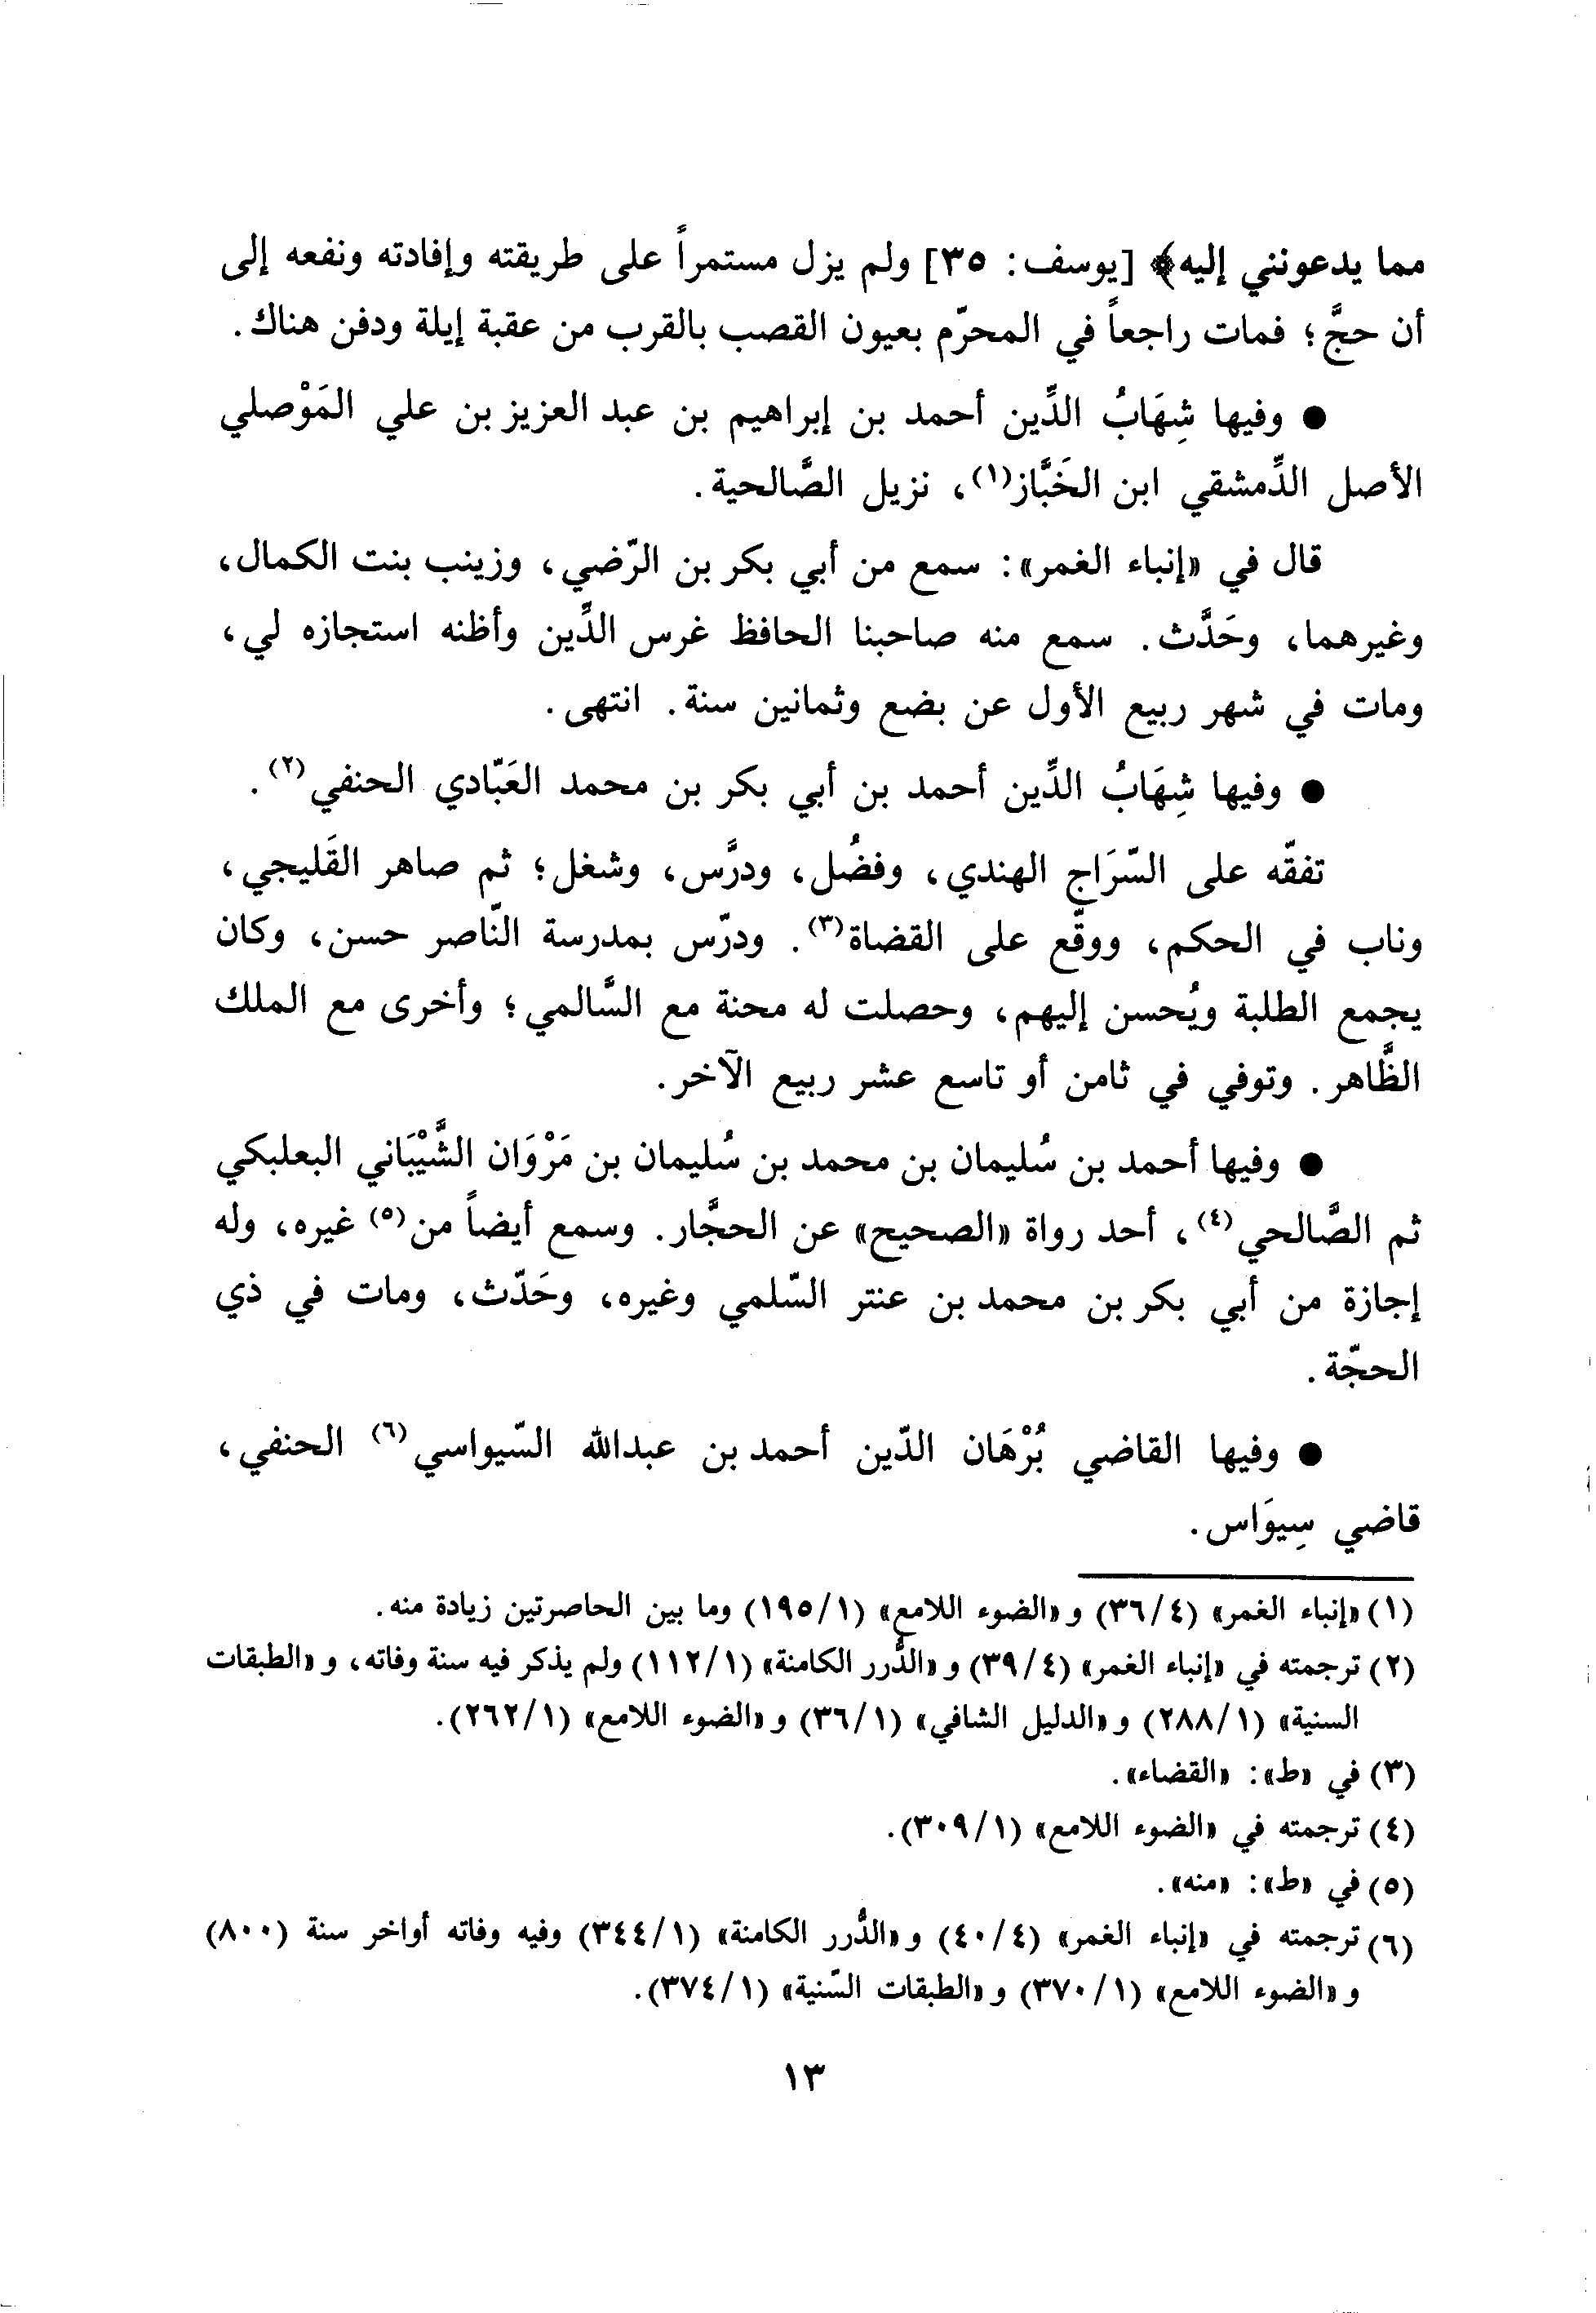 مما يدعونني إليه﴾ [يوسف: ٣٥] ولم يزل مستمراً على طريقته وإفادته ونفعه إلى
أن حجَّ؛ فمات راجعاً في المحرّم بعيون القصب بالقرب من عقبة إيلة ودفن هناك.
● وفيها شِهَابُ الدِّين أحمد بن إبراهيم بن عبد العزيز بن علي المَوْصلي
الأصل الدِّمشقي ابن الخَبَّاز(١)، نزيل الصَّالحية.
قال في «إنباء الغمر»: سمع من أبي بكر بن الرّضي، وزينب بنت الكمال،
وغيرهما، وحَدَّث. سمع منه صاحبنا الحافظ غرس الدِّين وأظنه استجازه لي،
ومات في شهر ربيع الأول عن بضع وثمانين سنة. انتهى.
● وفيها شِهَابُ الدِّين أحمد بن أبي بكر بن محمد العَبّادي الحنفي(٢).
تفقّه على السّرَاج الهندي، وفضُل، ودرَّس، وشغل؛ ثم صاهر القَليجي،
وناب في الحكم، ووقّع على القضاة(٣). ودرّس بمدرسة النّاصر حسن، وكان
يجمع الطلبة ويُحسن إليهم، وحصلت له محنة مع السَّالمي؛ وأخرى مع الملك
الظَّاهر. وتوفي في ثامن أو تاسع عشر ربيع الآخر.
● وفيها أحمد بن سُليمان بن محمد بن سُليمان بن مَرْوَان الشَّيْبَاني البعلبكي
ثم الصَّالحي(٤)، أحد رواة «الصحيح» عن الحجَّار. وسمع أيضاً من(٥) غيره، وله
إجازة من أبي بكر بن محمد بن عنتر السّلمي وغيره، وحَدّث، ومات في ذي
الحجّة.
● وفيها القاضي بُرْهَان الدّين أحمد بن عبدالله السّيواسي(٦) الحنفي،
قاضي سِيوَاس.
(١) «إنباء الغمر» (٣٦/٤) و «الضوء اللامع» (١٩٥/١) وما بين الحاصرتين زيادة منه.
(٢) ترجمته في «إنباء الغمر» (٣٩/٤) و «الدُّرر الكامنة» (١١٢/١) ولم يذكر فيه سنة وفاته، و «الطبقات
السنية» (٢٨٨/١) و «الدليل الشافي» (٣٦/١) و «الضوء اللامع» (٢٦٢/١).
(٣) في «ط»: «القضاء».
(٤) ترجمته في «الضوء اللامع» (٣٠٩/١).
(٥) في «ط»: «منه».
(٦) ترجمته في «إنباء الغمر» (٤٠/٤) و «الدُّرر الكامنة» (٣٤٤/١) وفيه وفاته أواخر سنة (٨٠٠)
و «الضوء اللامع» (٣٧٠/١) و «الطبقات السّنية» (٣٧٤/١).
١٣